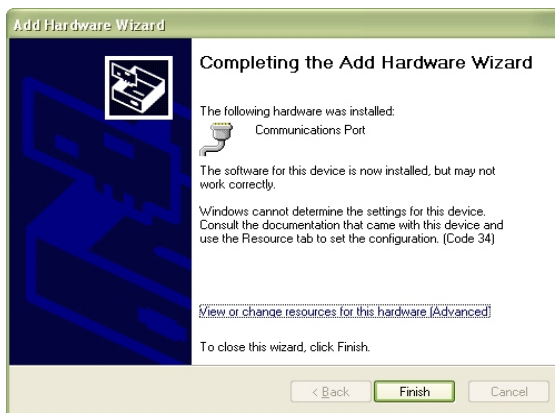 Add Hardware Wizard
Completing the Add Hardware Wizard
The following hardware was installed:
Communications Port
The software for this device is now installed, but may not
work correctly.
Windows cannot determine the settings for this device.
Consult the documentation that came with this device and
use the Resource tab to set the configuration. (Code 34)
View or change resources for this hardware (Advanced)
To close this wizard, click Finish.
< Back
Finish
Cancel